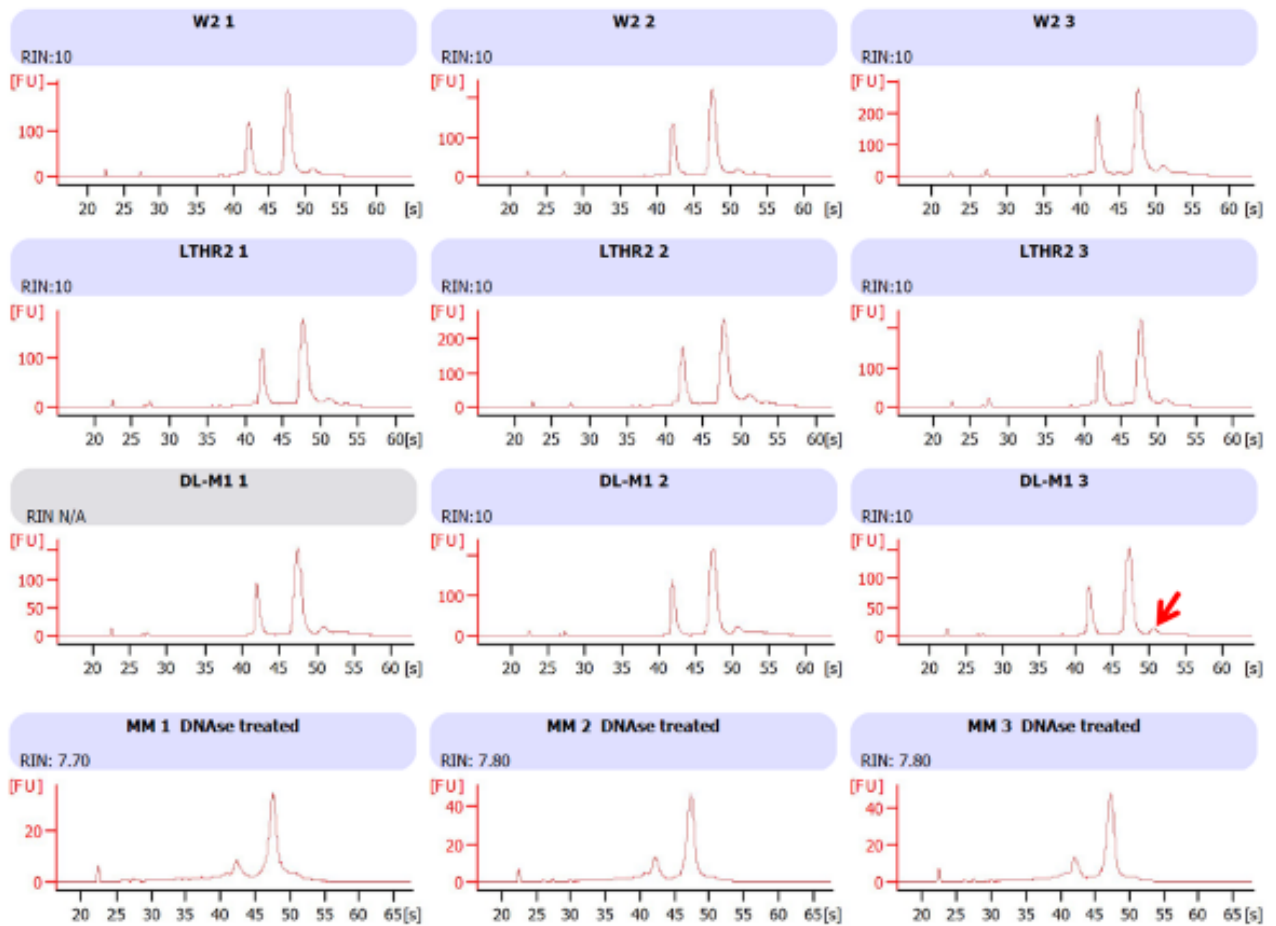 W2 1 W2 2 W2 3
RIN:10 RIN:10 RIN:10
[FU] [FU] [FU]
200
100 100 100
0 0 0
20 25 30 35 40 45 50 55 60 [s] 20 25 30 35 40 45 50 55 60 [s] 20 25 30 35 40 45 50 55 60 [s]
LTHR2 1 LTHR2 2 LTHR2 3
RIN:10 RIN:10 RIN:10
[FU] [FU] [FU]
200
100 100 100
0 0 0
20 25 30 35 40 45 50 55 60[s] 20 25 30 35 40 45 50 55 60 [s] 20 25 30 35 40 45 50 55 60[s]
DL-M1 1 DL-M1 2 DL-M1 3
RIN N/A RIN:10 RIN:10
[FU] [FU] [FU]
100 100 100
50 50
0 0 0
20 25 30 35 40 45 50 55 60 [s] 20 25 30 35 40 45 50 55 60 [s] 20 25 30 35 40 45 50 55 60 [s]
MM 1 DNAse treated MM 2 DNAse treated MM 3 DNAse treated
RIN: 7.70 RIN: 7.80 RIN: 7.80
[FU] [FU] [FU]
40 40
20 20 20
0 0 0
20 25 30 35 40 45 50 55 60 65[s] 20 25 30 35 40 45 50 55 60 65[s] 20 25 30 35 40 45 50 55 60 65[s]